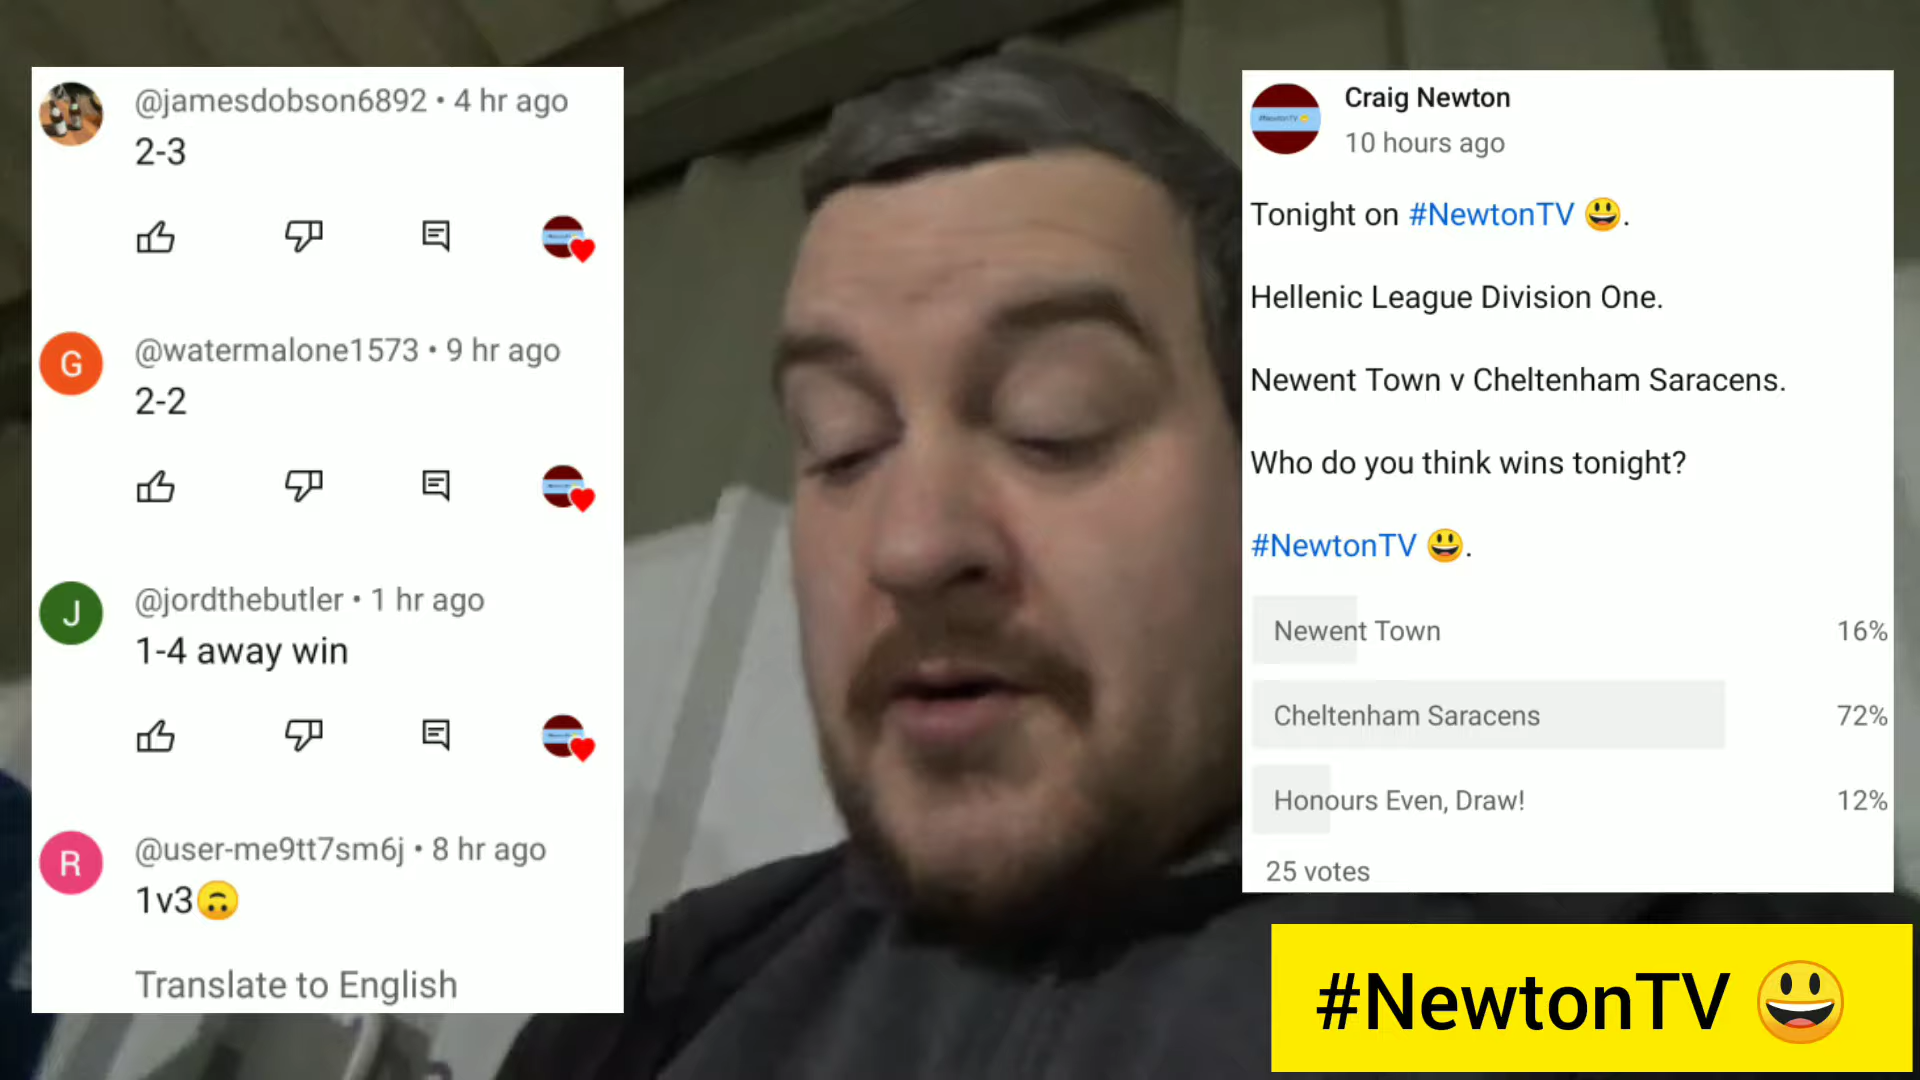 @jamesdobson6892 • 4 hr ago
2-3
G
@watermalone1573 • 9 hr ago
2-2
J
@jordthebutler • 1 hr ago
1-4 away win
R
@user-me9tt7sm6j • 8 hr ago
1v3🙃
Translate to English
#NewtonTV
Craig Newton
10 hours ago
Tonight on #NewtonTV 😃.
Hellenic League Division One.
Newent Town v Cheltenham Saracens.
Who do you think wins tonight?
#NewtonTV 😃.
Newent Town 16%
Cheltenham Saracens 72%
Honours Even, Draw! 12%
25 votes
#NewtonTV 😃